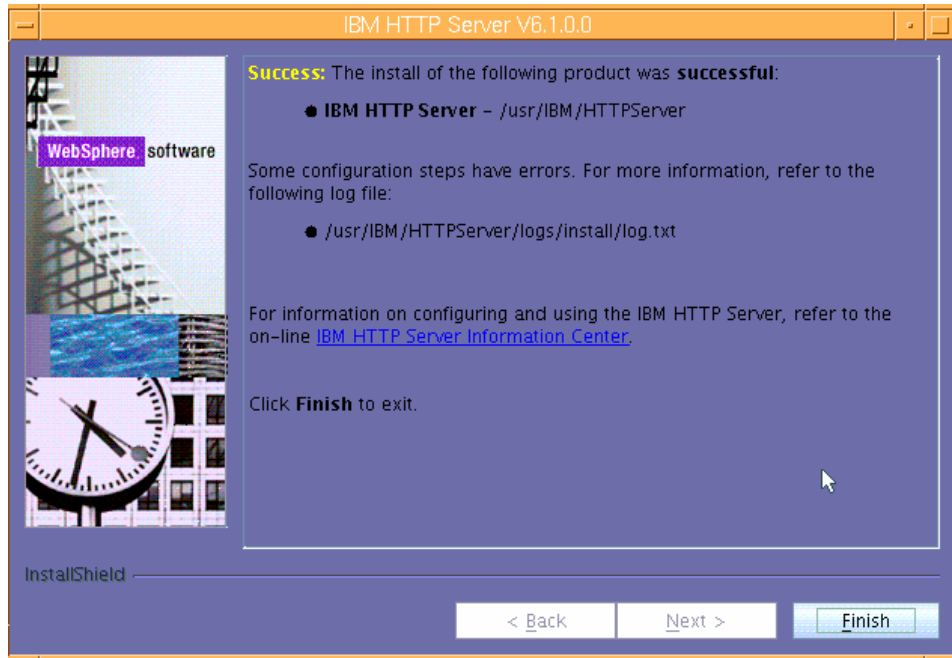 IBM HTTP Server V6.1.0.0
WebSphere. software
Success: The install of the following product was successful:
● IBM HTTP Server – /usr/IBM/HTTPServer
Some configuration steps have errors. For more information, refer to the
following log file:
● /usr/IBM/HTTPServer/logs/install/log.txt
For information on configuring and using the IBM HTTP Server, refer to the
on-line IBM HTTP Server Information Center.
Click Finish to exit.
InstallShield
< Back Next > Finish